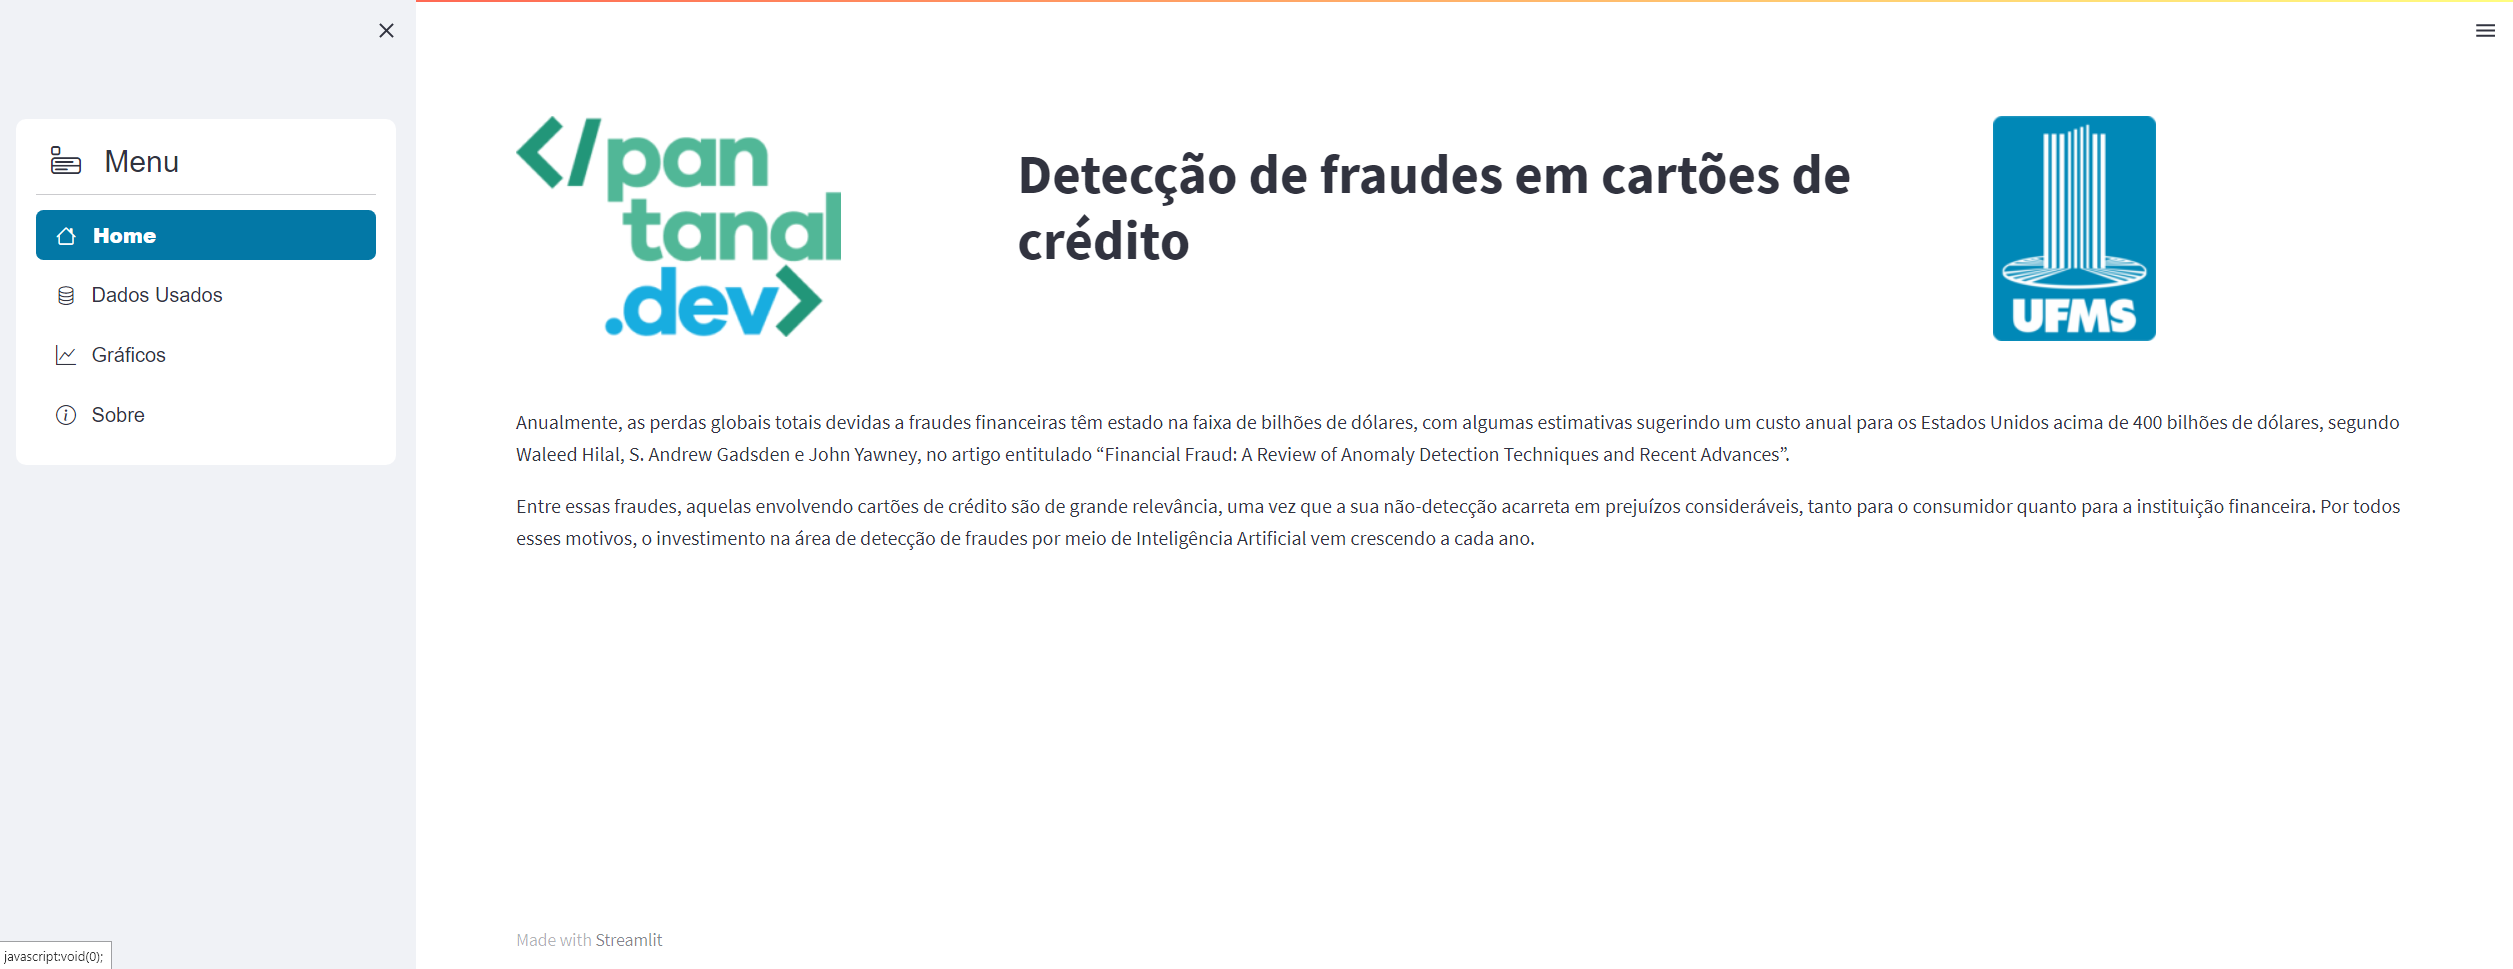 Menu
Home
Dados Usados
Gráficos
Sobre
</pan
tanal
.dev>
Detecção de fraudes em cartões de
crédito
UFMS
Anualmente, as perdas globais totais devidas a fraudes financeiras têm estado na faixa de bilhões de dólares, com algumas estimativas sugerindo um custo anual para os Estados Unidos acima de 400 bilhões de dólares, segundo
Waleed Hilal, S. Andrew Gadsden e John Yawney, no artigo entitulado “Financial Fraud: A Review of Anomaly Detection Techniques and Recent Advances”.
Entre essas fraudes, aquelas envolvendo cartões de crédito são de grande relevância, uma vez que a sua não-detecção acarreta em prejuízos consideráveis, tanto para o consumidor quanto para a instituição financeira. Por todos
esses motivos, o investimento na área de detecção de fraudes por meio de Inteligência Artificial vem crescendo a cada ano.
Made with Streamlit
javascript:void(0);